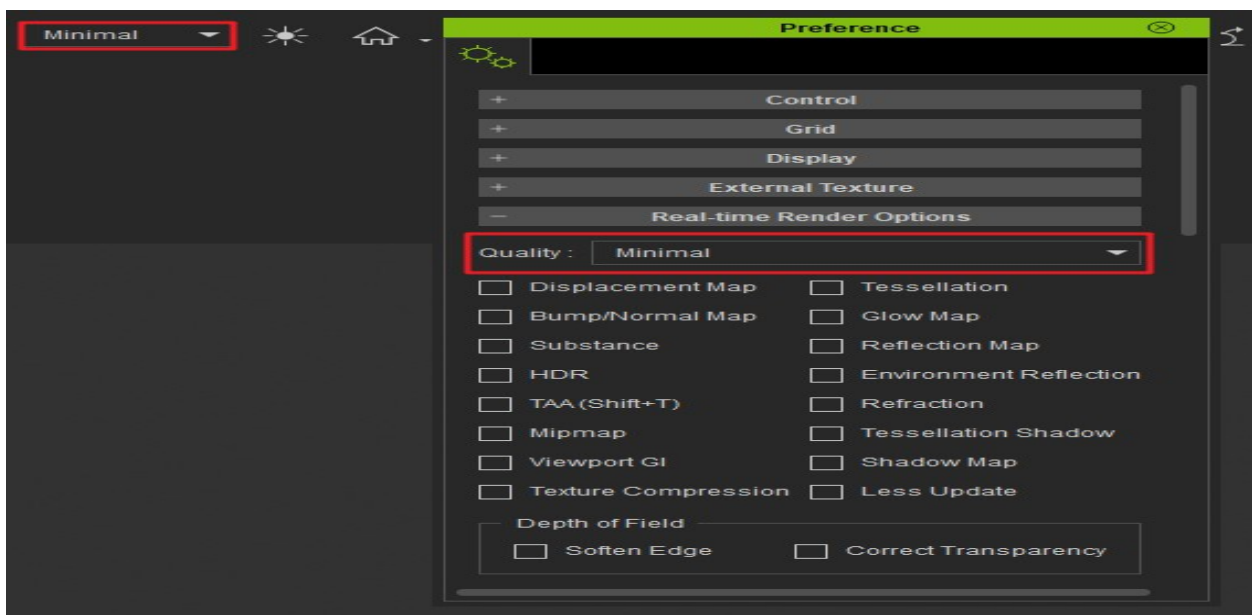 Minimal
Preference
Control
Grid
Display
External Texture
Real-time Render Options
Quality : Minimal
Displacement Map Tessellation
Bump/Normal Map Glow Map
Substance Reflection Map
HDR Environment Reflection
TAA (Shift+T) Refraction
Mipmap Tessellation Shadow
Viewport GI Shadow Map
Texture Compression Less Update
Depth of Field
Soften Edge Correct Transparency